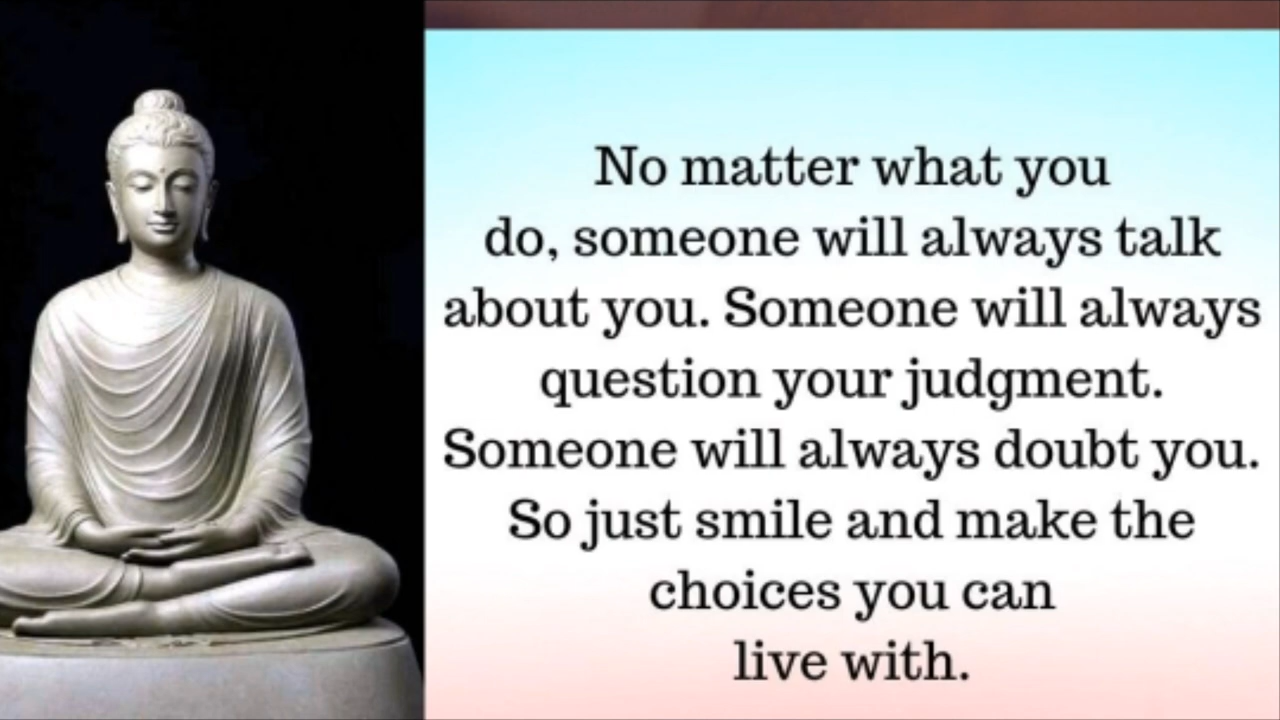 No matter what you
do, someone will always talk
about you. Someone will always
question your judgment.
Someone will always doubt you.
So just smile and make the
choices you can
live with.